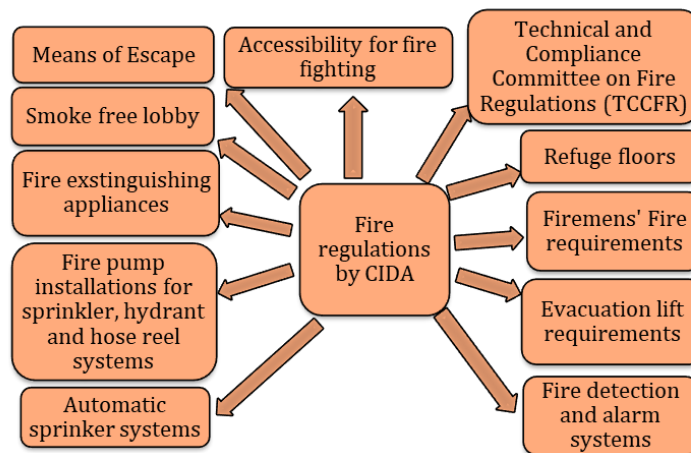 Means of Escape
Accessibility for fire
fighting
Technical and
Compliance
Committee on Fire
Regulations (TCCFR)
Smoke free lobby
Refuge floors
Fire exstinguishing
appliances
Fire
regulations
by CIDA
Firemens' Fire
requirements
Fire pump
installations for
sprinkler, hydrant
and hose reel
systems
Evacuation lift
requirements
Automatic
sprinker systems
Fire detection
and alarm
systems